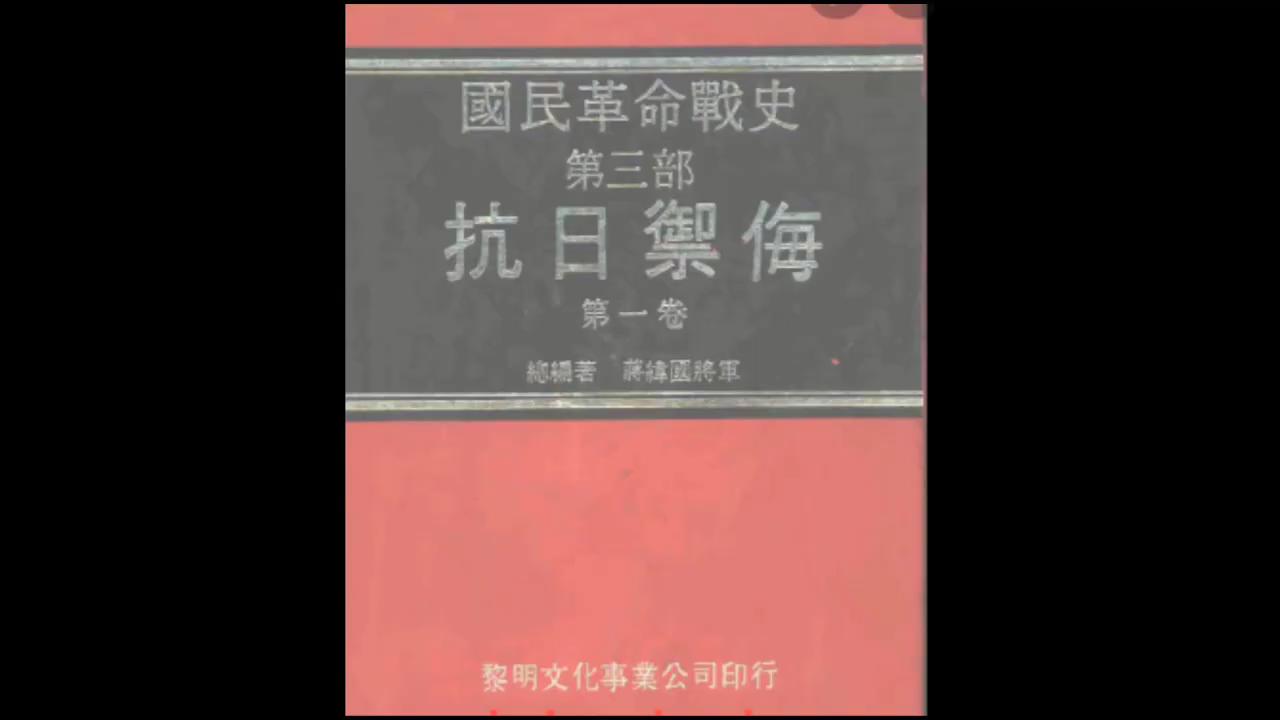 國民革命戰史
第三部
抗日禦侮
第一卷
總編著 蔣緯國將軍
黎明文化事業公司印行